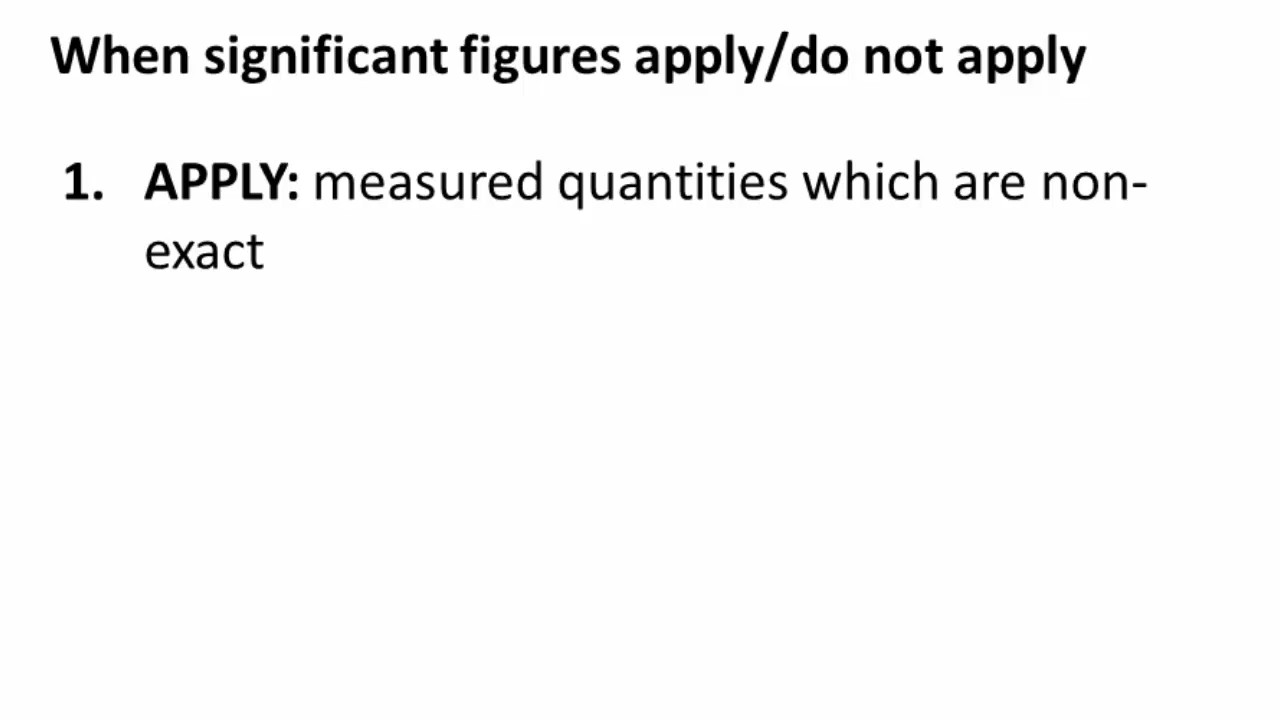 When significant figures apply/do not apply
1. APPLY: measured quantities which are non-
exact